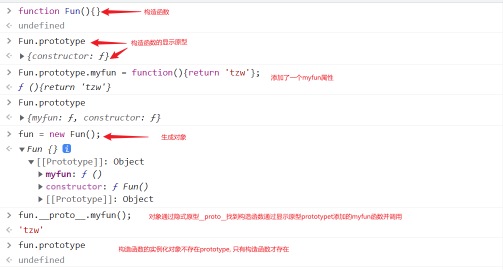 > function Fun(){} 构造函数
< undefined
> Fun.prototype 构造函数的显示原型
< ▶ {constructor: ƒ}
> Fun.prototype.myfun = function(){return 'tzw'}; 添加了一个myfun属性
< ƒ (){return 'tzw'}
> Fun.prototype
< ▶ {myfun: ƒ, constructor: ƒ}
> fun = new Fun(); 生成对象
< ▼ Fun {} i
▼ [[Prototype]]: Object
▶ myfun: ƒ ()
▶ constructor: ƒ Fun()
▶ [[Prototype]]: Object
> fun.__proto__.myfun(); 对象通过隐式原型__proto__找到构造函数通过显示原型prototypet添加的myfun函数并调用
< 'tzw'
> fun.prototype 构造函数的实例化对象不存在prototype, 只有构造函数才存在
< undefined